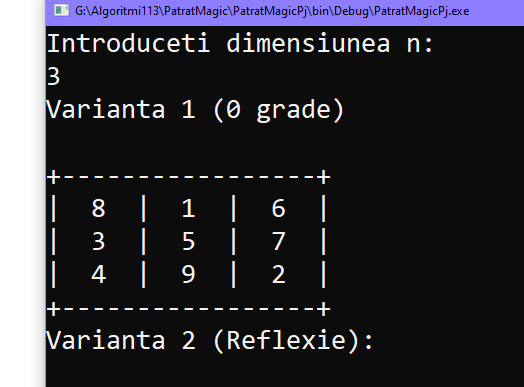 G:\Algoritmi113\PatratMagic\PatratMagicPj\bin\Debug\PatratMagicPj.exe
Introduceti dimensiunea n:
3
Varianta 1 (0 grade)
+-----------------+
|  8  |  1  |  6  |
|  3  |  5  |  7  |
|  4  |  9  |  2  |
+-----------------+
Varianta 2 (Reflexie):